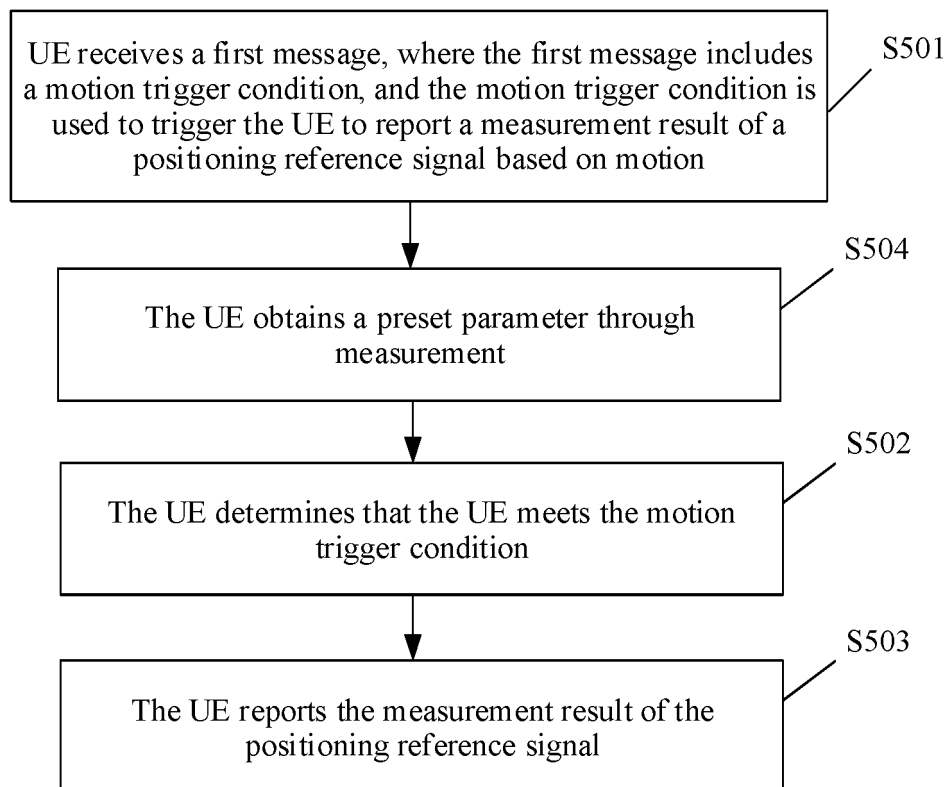 UE receives a first message, where the first message includes
a motion trigger condition, and the motion trigger condition is
used to trigger the UE to report a measurement result of a
positioning reference signal based on motion
S501
The UE obtains a preset parameter through
measurement
S504
The UE determines that the UE meets the motion
trigger condition
S502
The UE reports the measurement result of the
positioning reference signal
S503